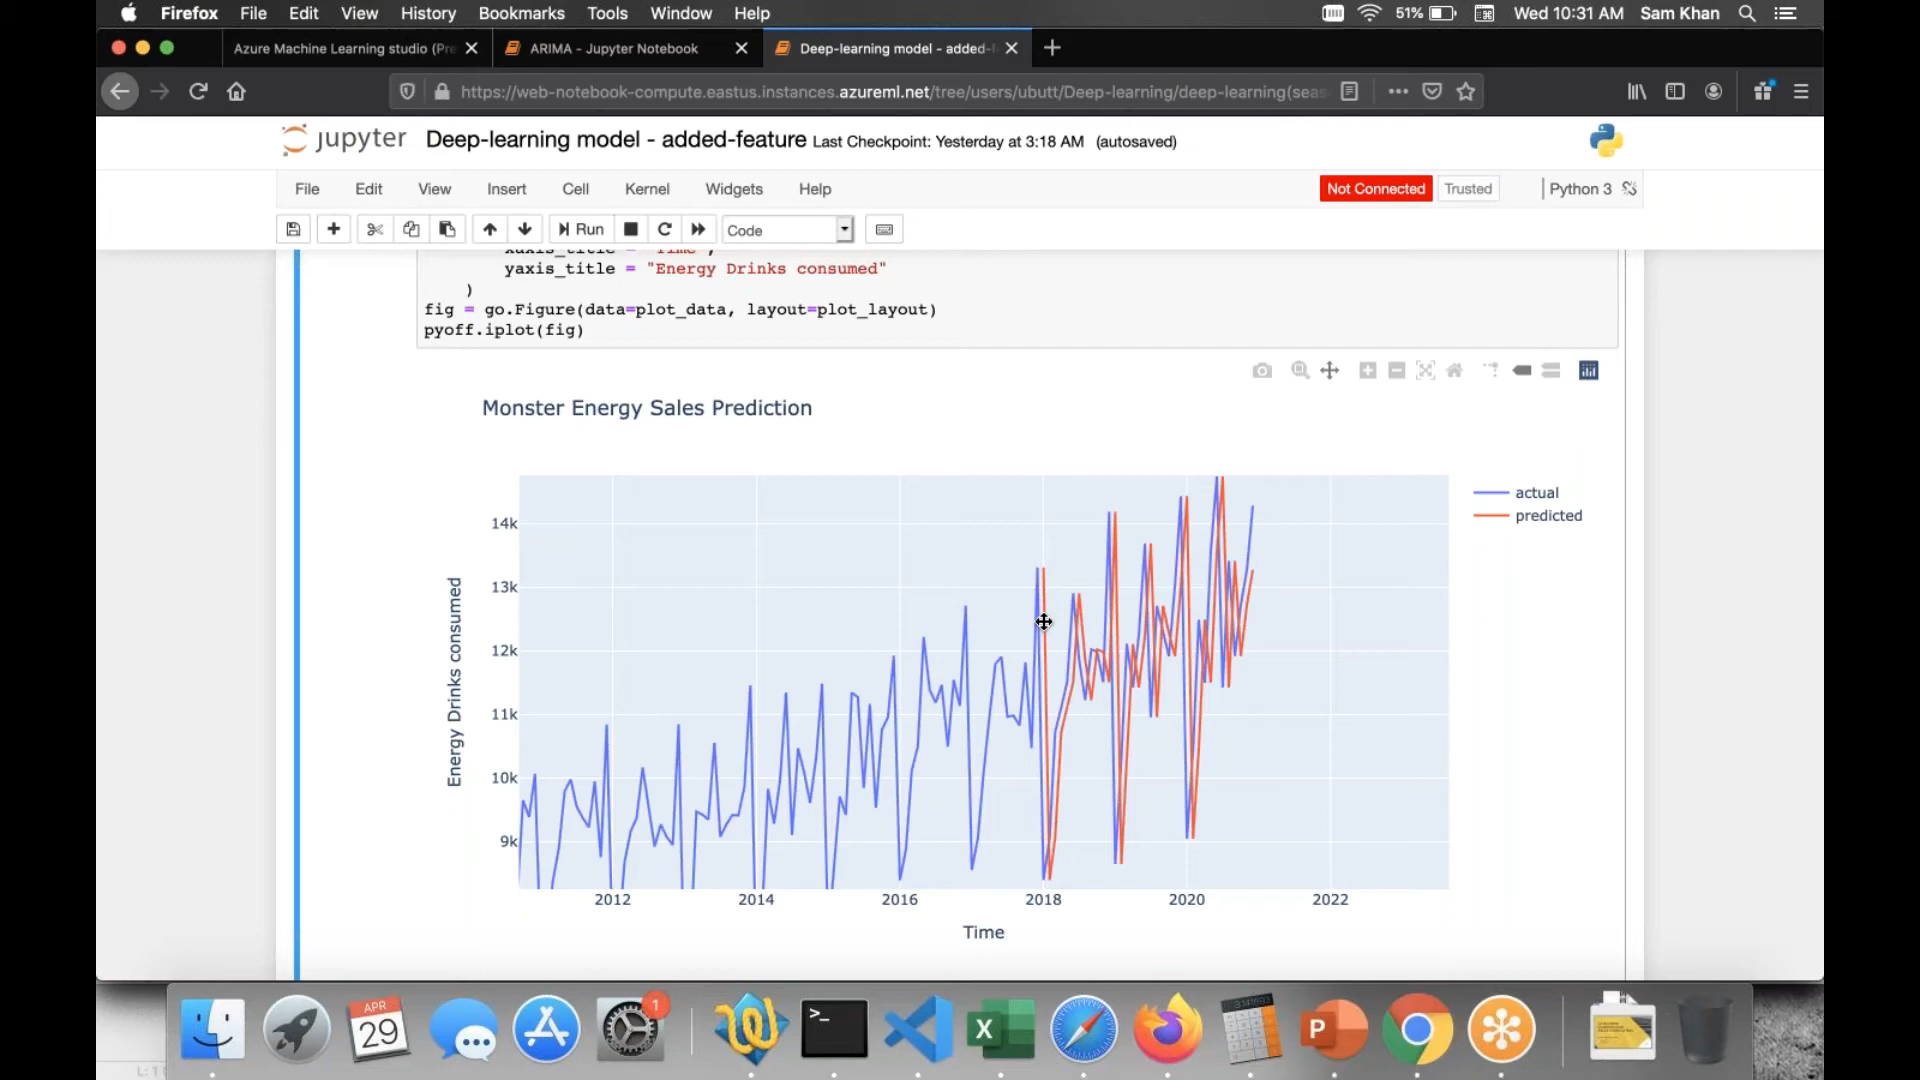 Firefox File Edit View History Bookmarks Tools Window Help 51% Wed 10:31 AM Sam Khan
Azure Machine Learning studio (Pre ARIMA - Jupyter Notebook Deep-learning model - added-f
https://web-notebook-compute.eastus.instances.azureml.net/tree/users/ubutt/Deep-learning/deep-learning(seas
jupyter Deep-learning model - added-feature Last Checkpoint: Yesterday at 3:18 AM (autosaved)
File Edit View Insert Cell Kernel Widgets Help Not Connected Trusted Python 3
Run Code
xaxis_title = "Time",
yaxis_title = "Energy Drinks consumed"
)
fig = go.Figure(data=plot_data, layout=plot_layout)
pyoff.iplot(fig)
Monster Energy Sales Prediction
actual
predicted
14k
13k
12k
11k
10k
9k
Energy Drinks consumed
2012 2014 2016 2018 2020 2022
Time
1
APR
29
>_
X
P